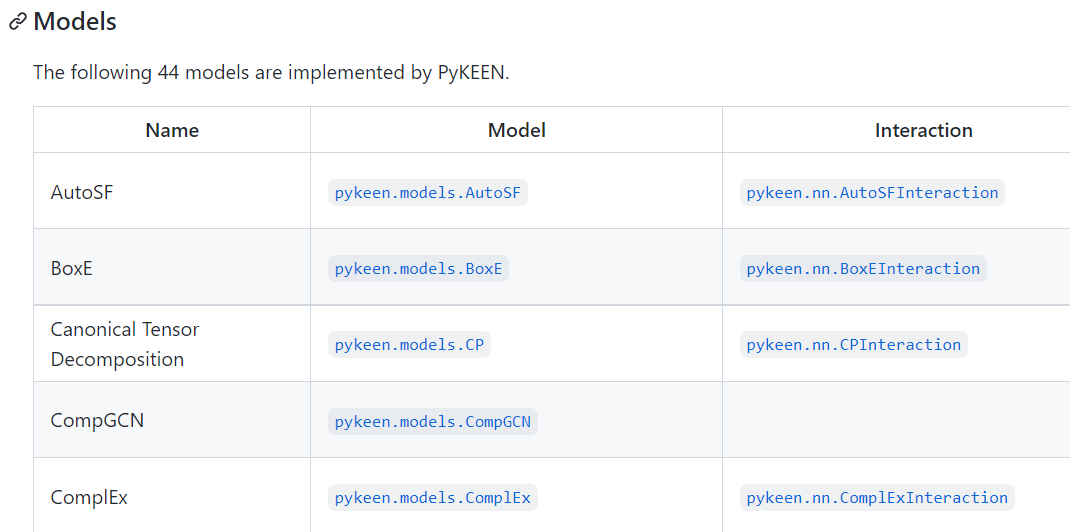 Models
The following 44 models are implemented by PyKEEN.
Name Model Interaction
AutoSF pykeen.models.AutoSF pykeen.nn.AutoSFInteraction
BoxE pykeen.models.BoxE pykeen.nn.BoxEInteraction
Canonical Tensor
Decomposition pykeen.models.CP pykeen.nn.CPInteraction
CompGCN pykeen.models.CompGCN
ComplEx pykeen.models.ComplEx pykeen.nn.ComplExInteraction